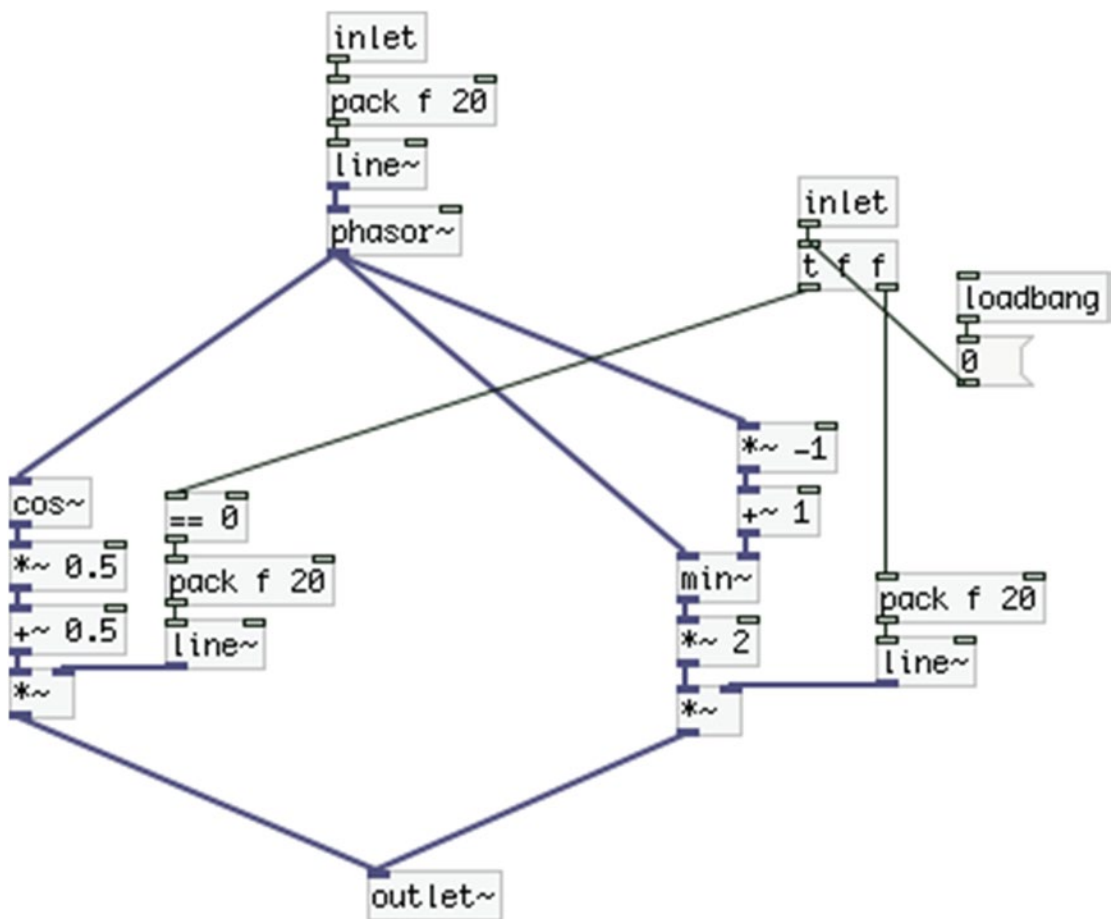 inlet
pack f 20
line~
phasor~
inlet
t f f
loadbang
0
*~ -1
+~ 1
cos~
*~ 0.5
+~ 0.5
*~
== 0
pack f 20
line~
min~
*~ 2
*~
pack f 20
line~
outlet~